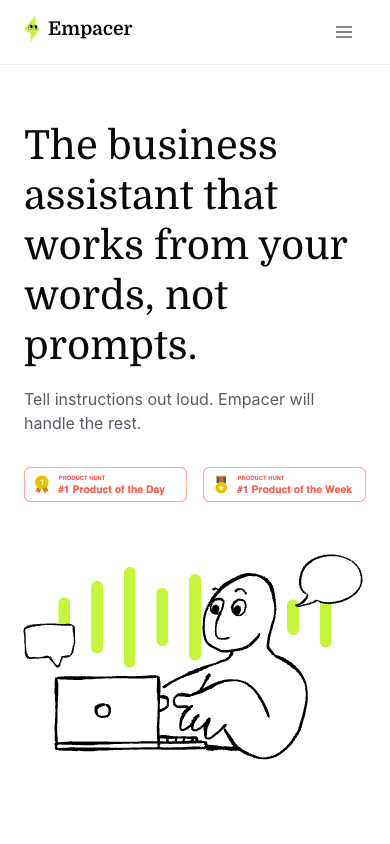 Empacer
The business
assistant that
works from your
words, not
prompts.
Tell instructions out loud. Empacer will
handle the rest.
PRODUCT HUNT
#1 Product of the Day
PRODUCT HUNT
#1 Product of the Week